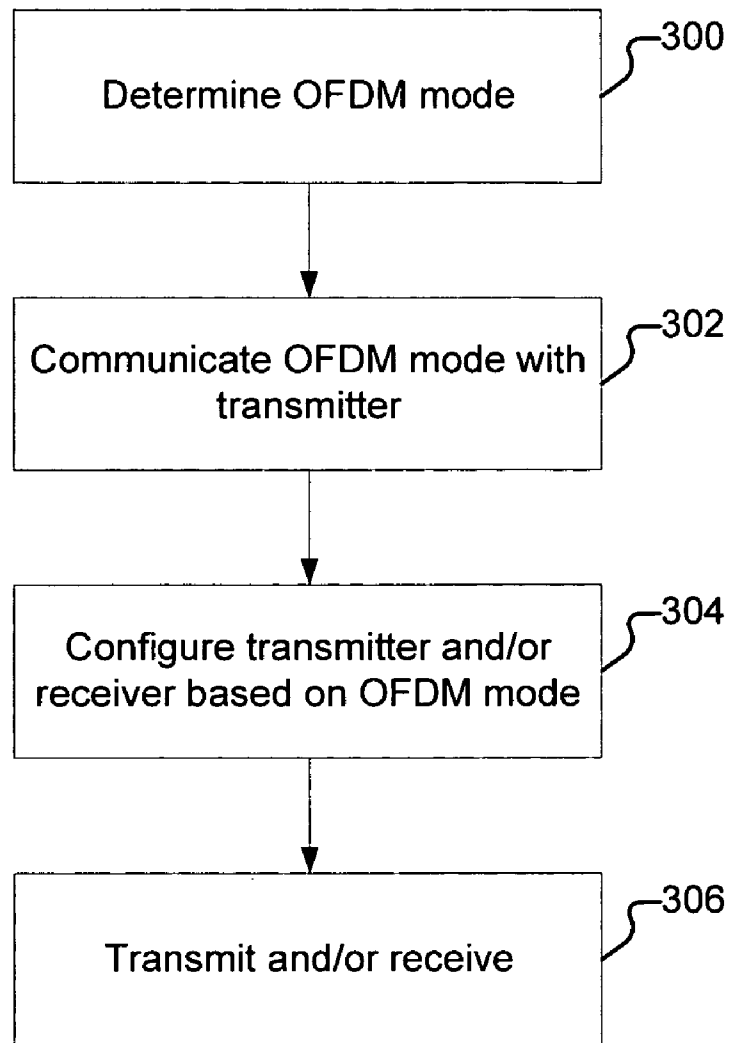 300
Determine OFDM mode
302
Communicate OFDM mode with
transmitter
304
Configure transmitter and/or
receiver based on OFDM mode
306
Transmit and/or receive